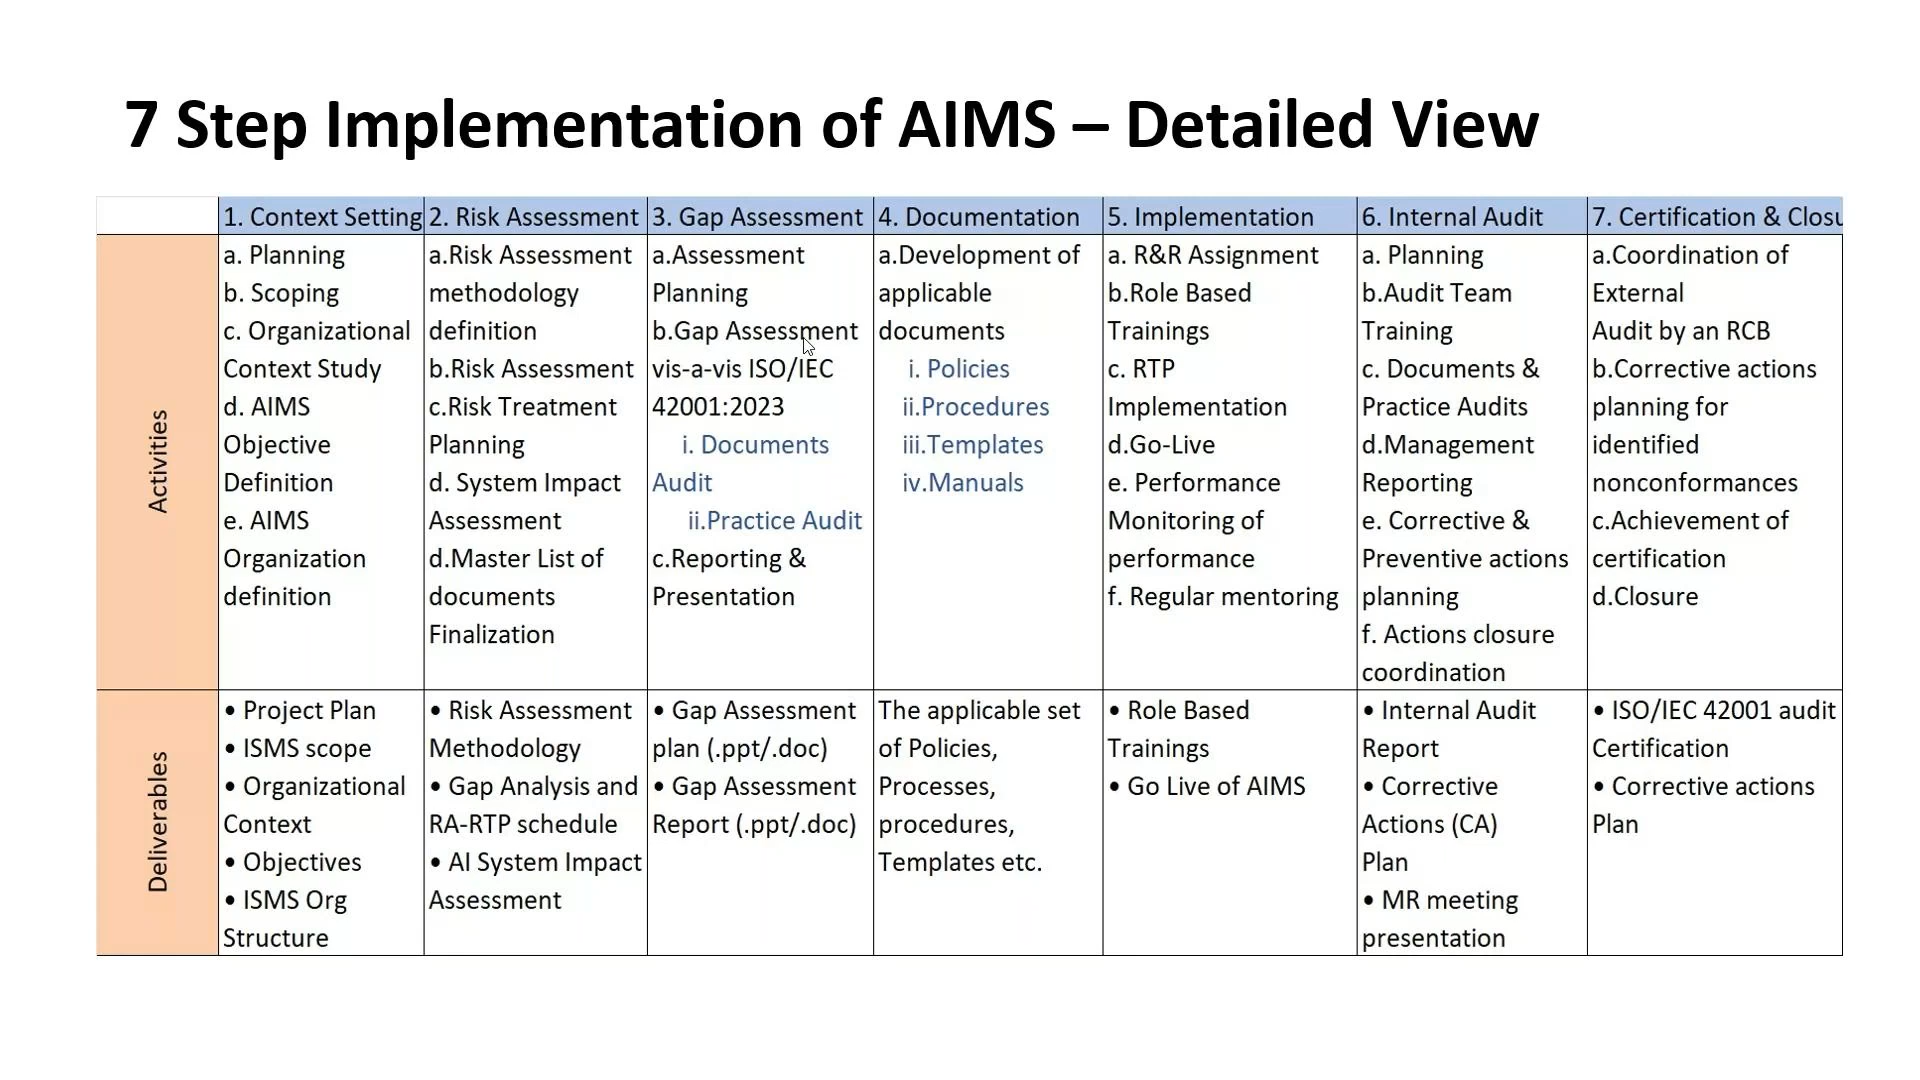 7 Step Implementation of AIMS – Detailed View
1. Context Setting
2. Risk Assessment
3. Gap Assessment
4. Documentation
5. Implementation
6. Internal Audit
7. Certification & Closu
Activities
a. Planning
b. Scoping
c. Organizational
Context Study
d. AIMS
Objective
Definition
e. AIMS
Organization
definition
a.Risk Assessment
methodology
definition
b.Risk Assessment
c.Risk Treatment
Planning
d. System Impact
Assessment
d.Master List of
documents
Finalization
a.Assessment
Planning
b.Gap Assessment
vis-a-vis ISO/IEC
42001:2023
i. Documents
Audit
ii.Practice Audit
c.Reporting &
Presentation
a.Development of
applicable
documents
i. Policies
ii.Procedures
iii.Templates
iv.Manuals
a. R&R Assignment
b.Role Based
Trainings
c. RTP
Implementation
d.Go-Live
e. Performance
Monitoring of
performance
f. Regular mentoring
a. Planning
b.Audit Team
Training
c. Documents &
Practice Audits
d.Management
Reporting
e. Corrective &
Preventive actions
planning
f. Actions closure
coordination
a.Coordination of
External
Audit by an RCB
b.Corrective actions
planning for
identified
nonconformances
c.Achievement of
certification
d.Closure
Deliverables
• Project Plan
• ISMS scope
• Organizational
Context
• Objectives
• ISMS Org
Structure
• Risk Assessment
Methodology
• Gap Analysis and
RA-RTP schedule
• AI System Impact
Assessment
• Gap Assessment
plan (.ppt/.doc)
• Gap Assessment
Report (.ppt/.doc)
The applicable set
of Policies,
Processes,
procedures,
Templates etc.
• Role Based
Trainings
• Go Live of AIMS
• Internal Audit
Report
• Corrective
Actions (CA)
Plan
• MR meeting
presentation
• ISO/IEC 42001 audit
Certification
• Corrective actions
Plan